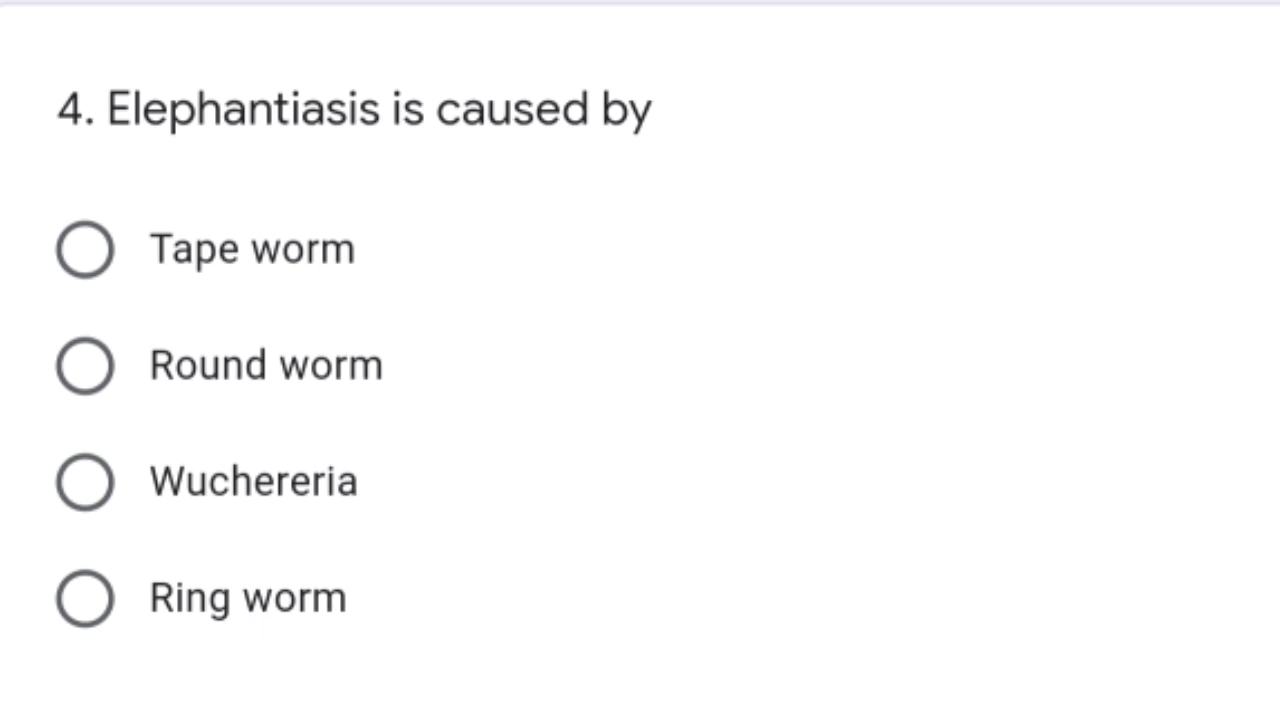 4. Elephantiasis is caused by
Tape worm
Round worm
Wuchereria
Ring worm